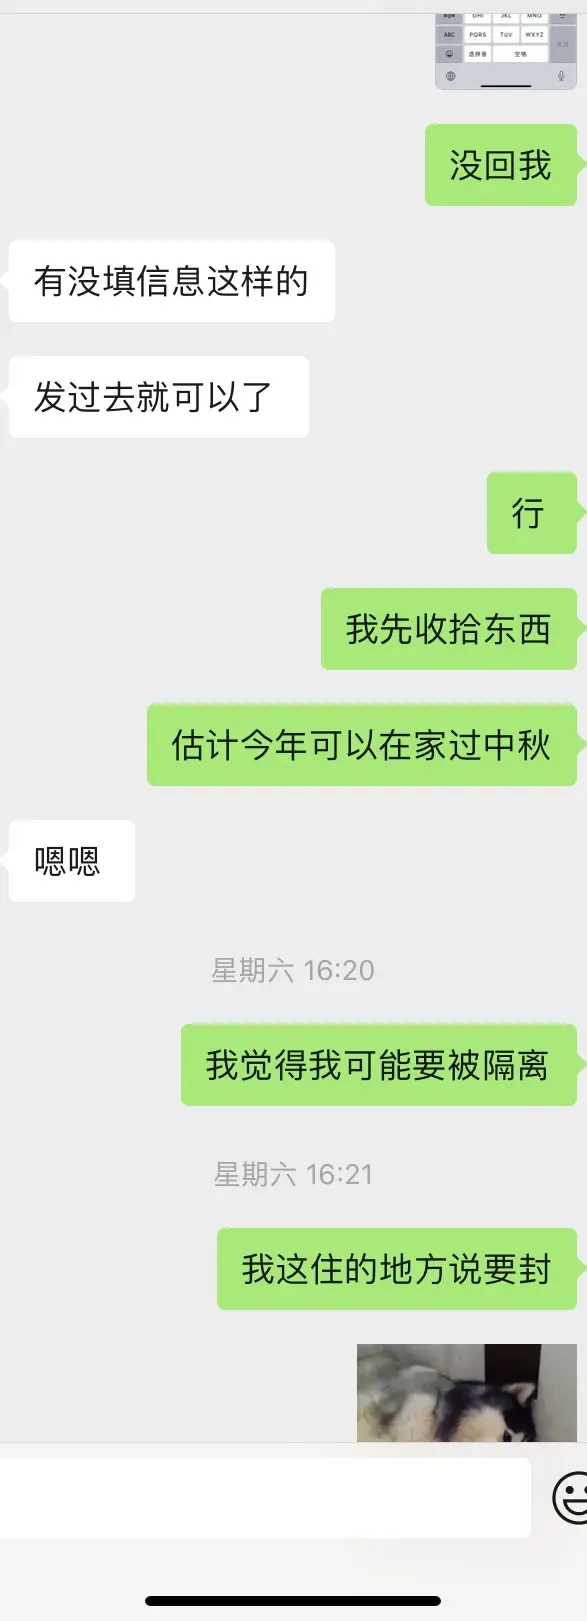 GHI JKL MNO
ABC PQRS TUV WXYZ
选拼音 空格
没回我
有没填信息这样的
发过去就可以了
行
我先收拾东西
估计今年可以在家过中秋
嗯嗯
星期六 16:20
我觉得我可能要被隔离
星期六 16:21
我这住的地方说要封